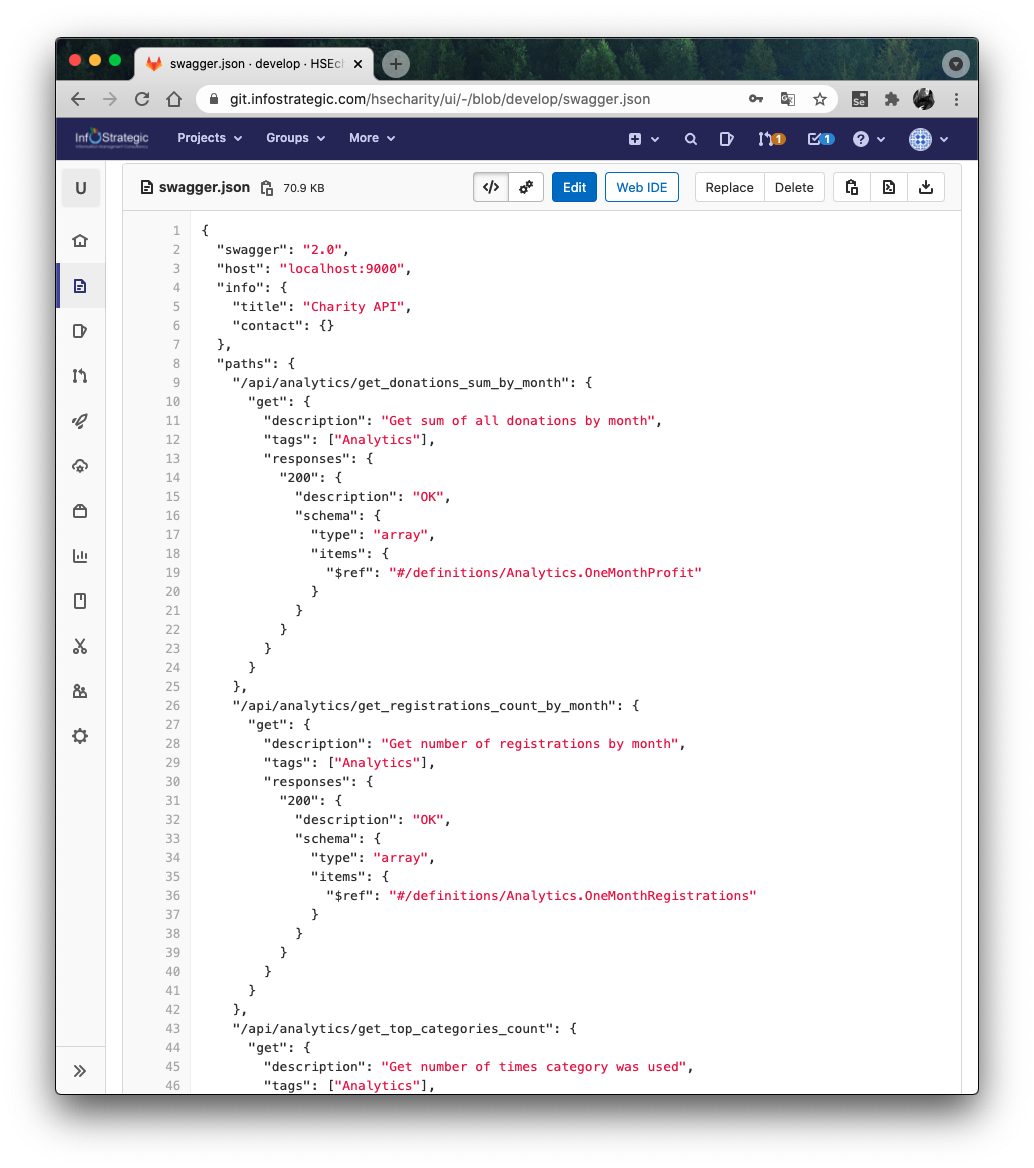 swagger.json · develop · HSEch
git.infostrategic.com/hsecharity/ui/-/blob/develop/swagger.json
Se
InfoStrategic
Information Management Consultancy
Projects
Groups
More
1
1
U
swagger.json
70.9 KB
Edit
Web IDE
Replace
Delete
1 {
2 "swagger": "2.0",
3 "host": "localhost:9000",
4 "info": {
5 "title": "Charity API",
6 "contact": {}
7 },
8 "paths": {
9 "/api/analytics/get_donations_sum_by_month": {
10 "get": {
11 "description": "Get sum of all donations by month",
12 "tags": ["Analytics"],
13 "responses": {
14 "200": {
15 "description": "OK",
16 "schema": {
17 "type": "array",
18 "items": {
19 "$ref": "#/definitions/Analytics.OneMonthProfit"
20 }
21 }
22 }
23 }
24 }
25 },
26 "/api/analytics/get_registrations_count_by_month": {
27 "get": {
28 "description": "Get number of registrations by month",
29 "tags": ["Analytics"],
30 "responses": {
31 "200": {
32 "description": "OK",
33 "schema": {
34 "type": "array",
35 "items": {
36 "$ref": "#/definitions/Analytics.OneMonthRegistrations"
37 }
38 }
39 }
40 }
41 }
42 },
43 "/api/analytics/get_top_categories_count": {
44 "get": {
45 "description": "Get number of times category was used",
46 "tags": ["Analytics"],